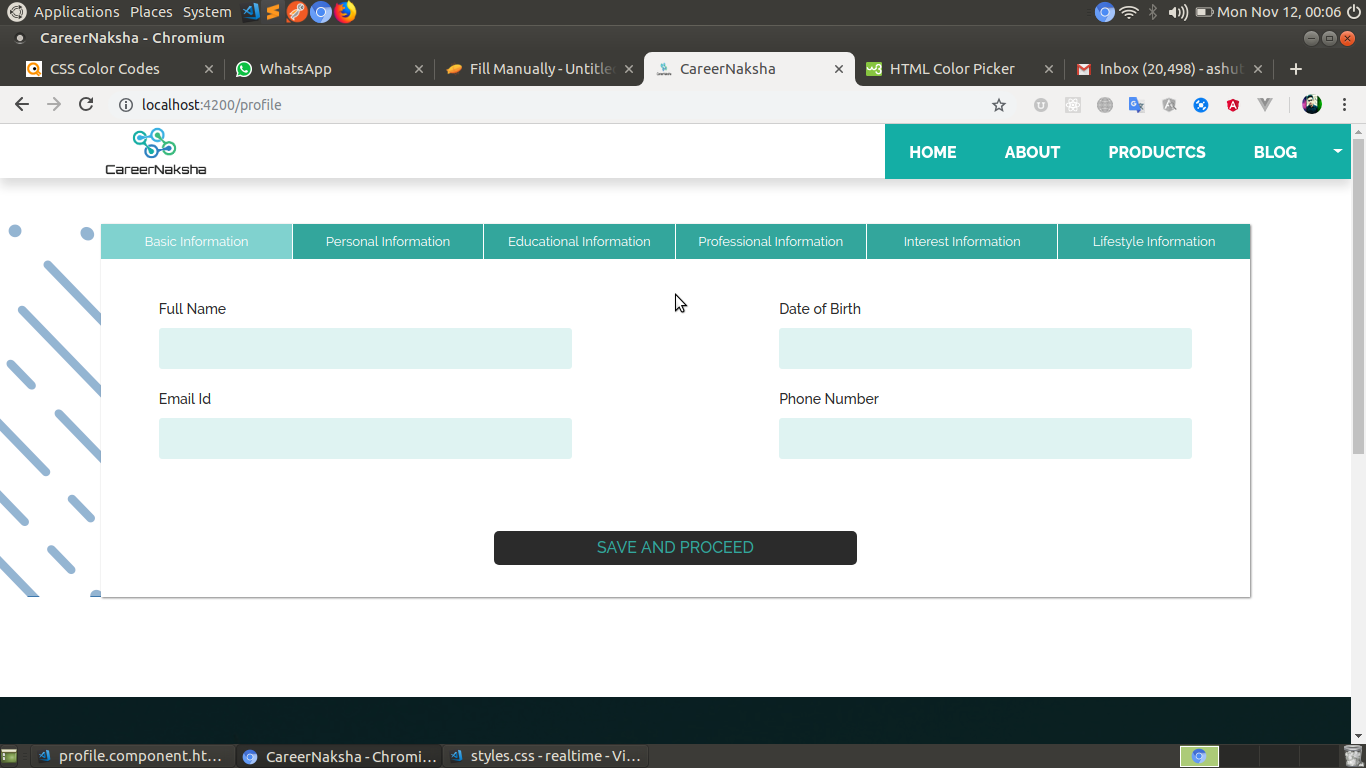 Applications Places System Mon Nov 12, 00:06
CareerNaksha - Chromium
CSS Color Codes WhatsApp Fill Manually - Untitle CareerNaksha HTML Color Picker Inbox (20,498) - ashut
localhost:4200/profile
CareerNaksha HOME ABOUT PRODUCTCS BLOG
Basic Information Personal Information Educational Information Professional Information Interest Information Lifestyle Information
Full Name Date of Birth
Email Id Phone Number
SAVE AND PROCEED
profile.component.ht... CareerNaksha - Chromi... styles.css - realtime - Vi...